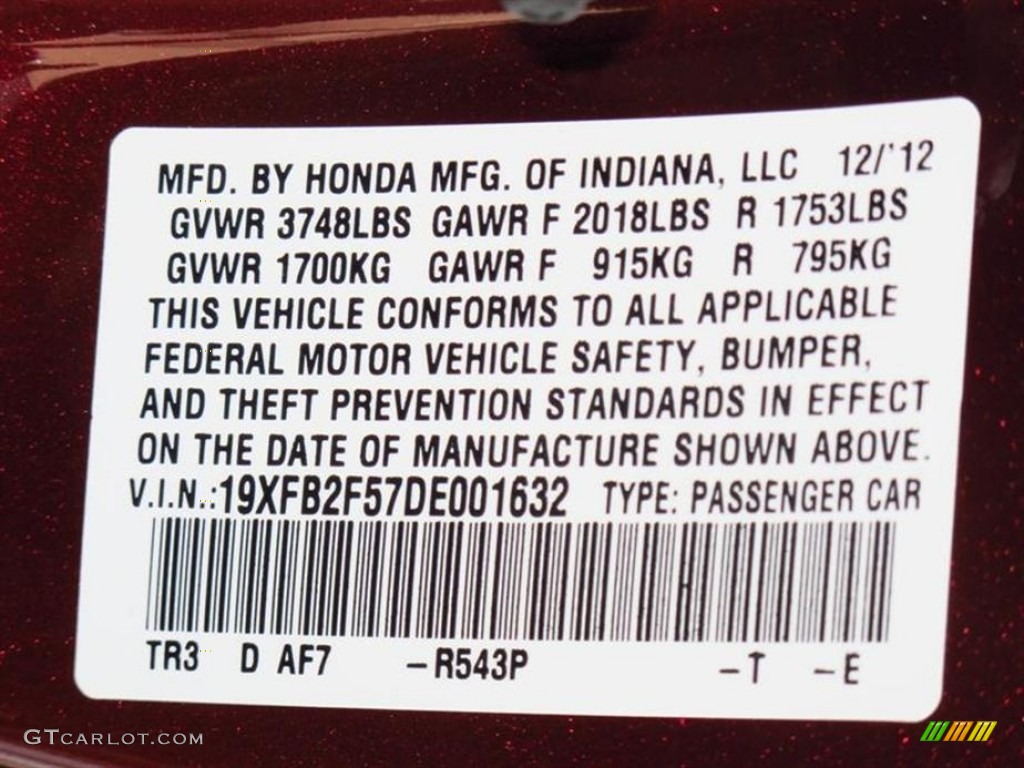 MFD. BY HONDA MFG. OF INDIANA, LLC 12/'12
GVWR 3748LBS GAWR F 2018LBS R 1753LBS
GVWR 1700KG GAWR F 915KG R 795KG
THIS VEHICLE CONFORMS TO ALL APPLICABLE
FEDERAL MOTOR VEHICLE SAFETY, BUMPER,
AND THEFT PREVENTION STANDARDS IN EFFECT
ON THE DATE OF MANUFACTURE SHOWN ABOVE.
V.I.N.:19XFB2F57DE001632 TYPE: PASSENGER CAR
TR3 D AF7 -R543P -T -E
GTCARLOT.COM